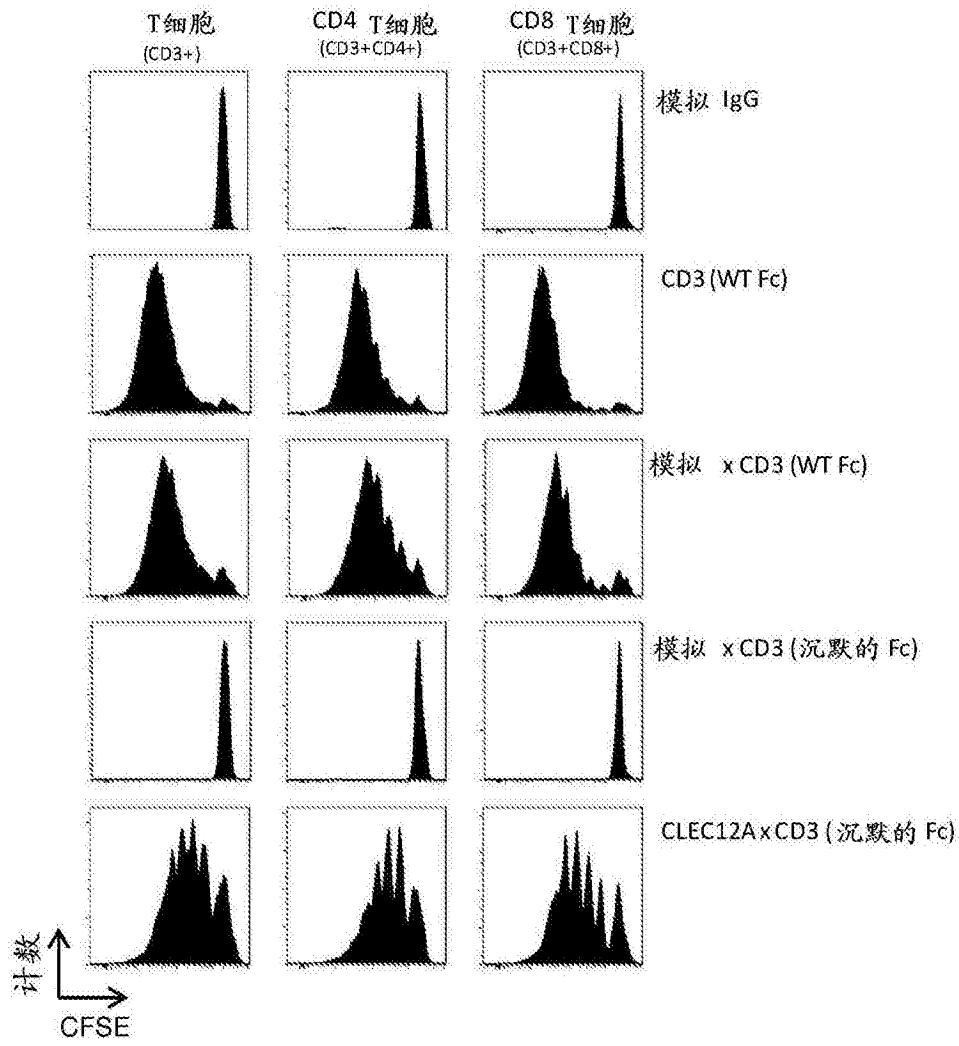 T细胞
(CD3+)
CD4 T细胞
(CD3+CD4+)
CD8 T细胞
(CD3+CD8+)
模拟 IgG
CD3 (WT Fc)
模拟 x CD3 (WT Fc)
模拟 x CD3 (沉默的 Fc)
CLEC12A x CD3 (沉默的 Fc)
计数
CFSE